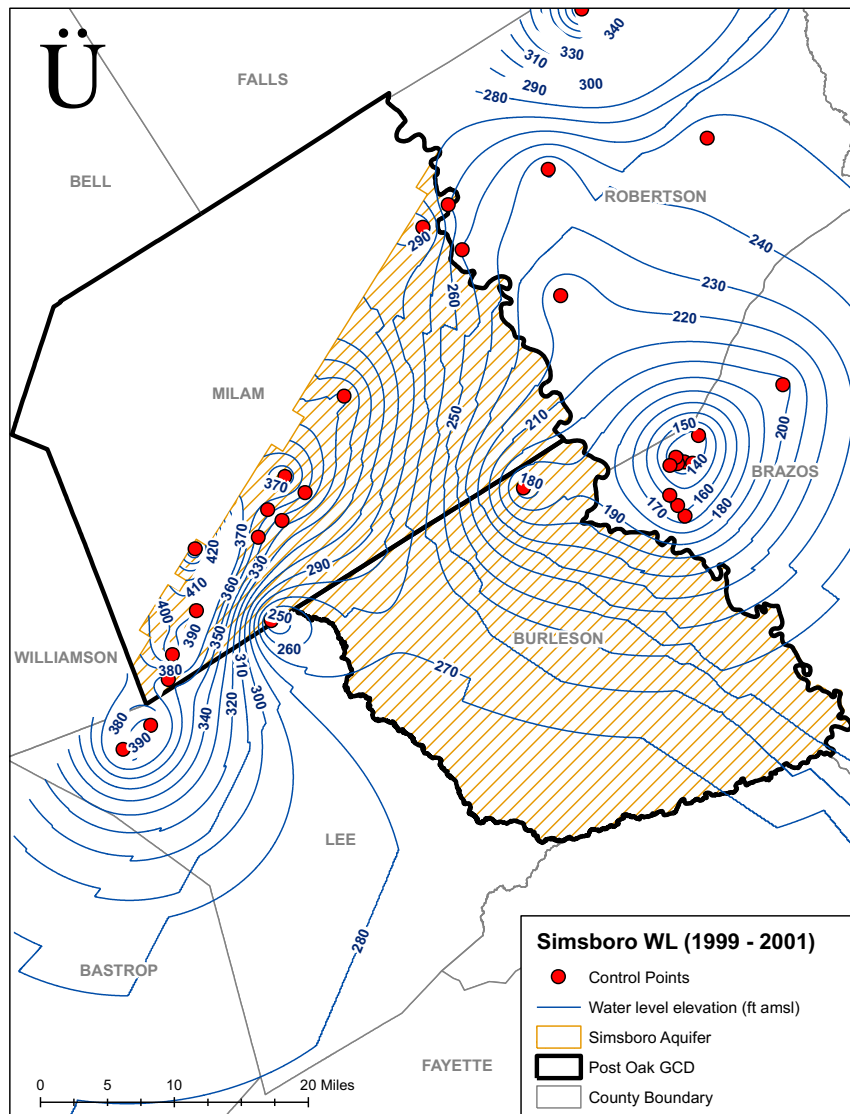 Ü
340
330
310
300
290
280
FALLS
BELL
ROBERTSON
290
240
260
230
220
MILAM
250
210
200
150
140
BRAZOS
160
170
180
180
190
370
370
420
330
410
360
290
400
390
350
250
260
BURLESON
WILLIAMSON
380
310
270
300
320
340
380
390
LEE
280
BASTROP
FAYETTE
Simsboro WL (1999 - 2001)
Control Points
Water level elevation (ft amsl)
Simsboro Aquifer
Post Oak GCD
County Boundary
0 5 10 20 Miles